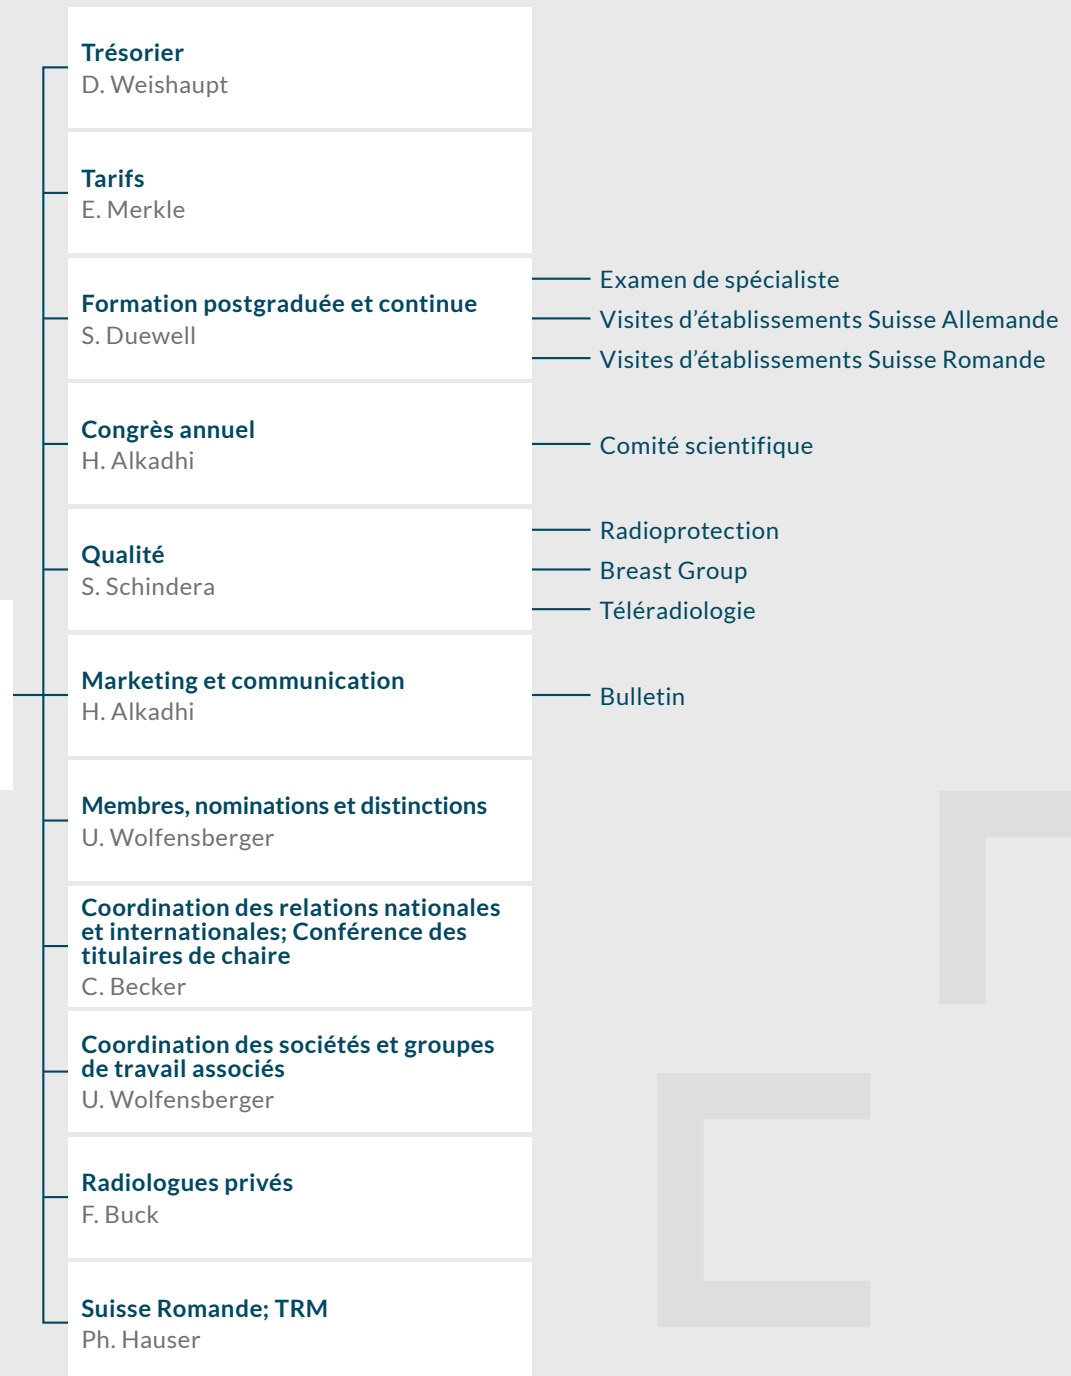 Trésorier
D. Weishaupt
Tarifs
E. Merkle
Formation postgraduée et continue
S. Duewell
Examen de spécialiste
Visites d’établissements Suisse Allemande
Visites d’établissements Suisse Romande
Congrès annuel
H. Alkadhi
Comité scientifique
Qualité
S. Schindera
Radioprotection
Breast Group
Téléradiologie
Marketing et communication
H. Alkadhi
Bulletin
Membres, nominations et distinctions
U. Wolfensberger
Coordination des relations nationales
et internationales; Conférence des
titulaires de chaire
C. Becker
Coordination des sociétés et groupes
de travail associés
U. Wolfensberger
Radiologues privés
F. Buck
Suisse Romande; TRM
Ph. Hauser